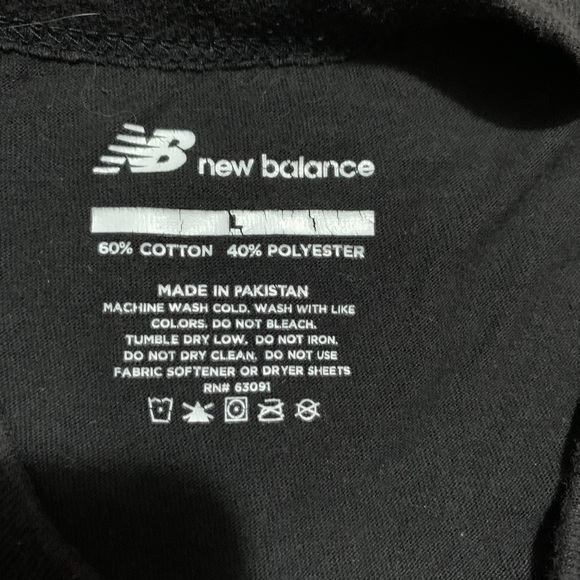 NB new balance
L
60% COTTON 40% POLYESTER
MADE IN PAKISTAN
MACHINE WASH COLD. WASH WITH LIKE
COLORS. DO NOT BLEACH.
TUMBLE DRY LOW. DO NOT IRON.
DO NOT DRY CLEAN. DO NOT USE
FABRIC SOFTENER OR DRYER SHEETS
RN# 63091